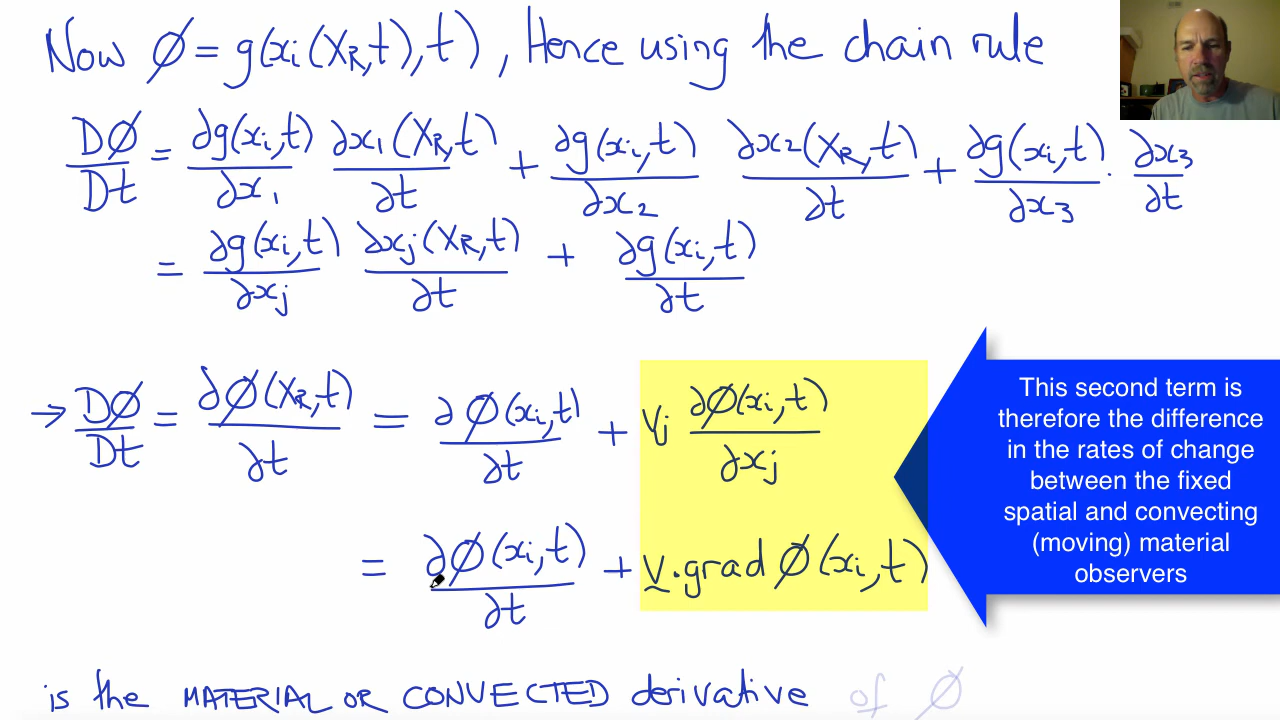 Now ø = g(xi(XR,t),t), Hence using the chain rule
Dø/Dt = ∂g(xi,t)/∂x1 ∂x1(XR,t)/∂t + ∂g(xi,t)/∂x2 ∂x2(XR,t)/∂t + ∂g(xi,t)/∂x3 . ∂x3/∂t
= ∂g(xi,t)/∂xj ∂xj(XR,t)/∂t + ∂g(xi,t)/∂t
→ Dø/Dt = ∂ø(XR,t)/∂t = ∂ø(xi,t)/∂t + vj ∂ø(xi,t)/∂xj
= ∂ø(xi,t)/∂t + v.grad ø(xi,t)
This second term is
therefore the difference
in the rates of change
between the fixed
spatial and convecting
(moving) material
observers
is the MATERIAL OR CONVECTED derivative of ø